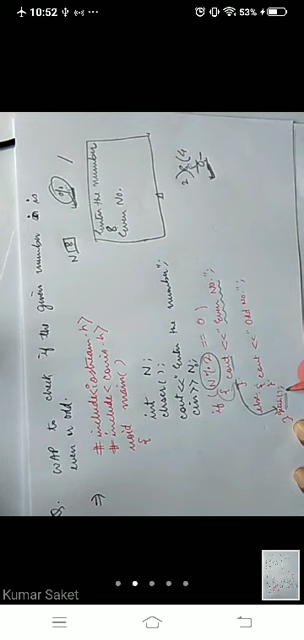 10:52
53%
Q. WAP to check if the given number is
even or odd.
N 8
%
/
=> #include<iostream.h>
#include<conio.h>
void main()
{
int N;
clrscr();
cout<<"Enter the number";
cin>>N;
if (N%2 == 0)
{ cout << "Even No.";
}
else { cout << "Odd No.";
}
}
Enter the number
8
Even No.
Kumar Saket